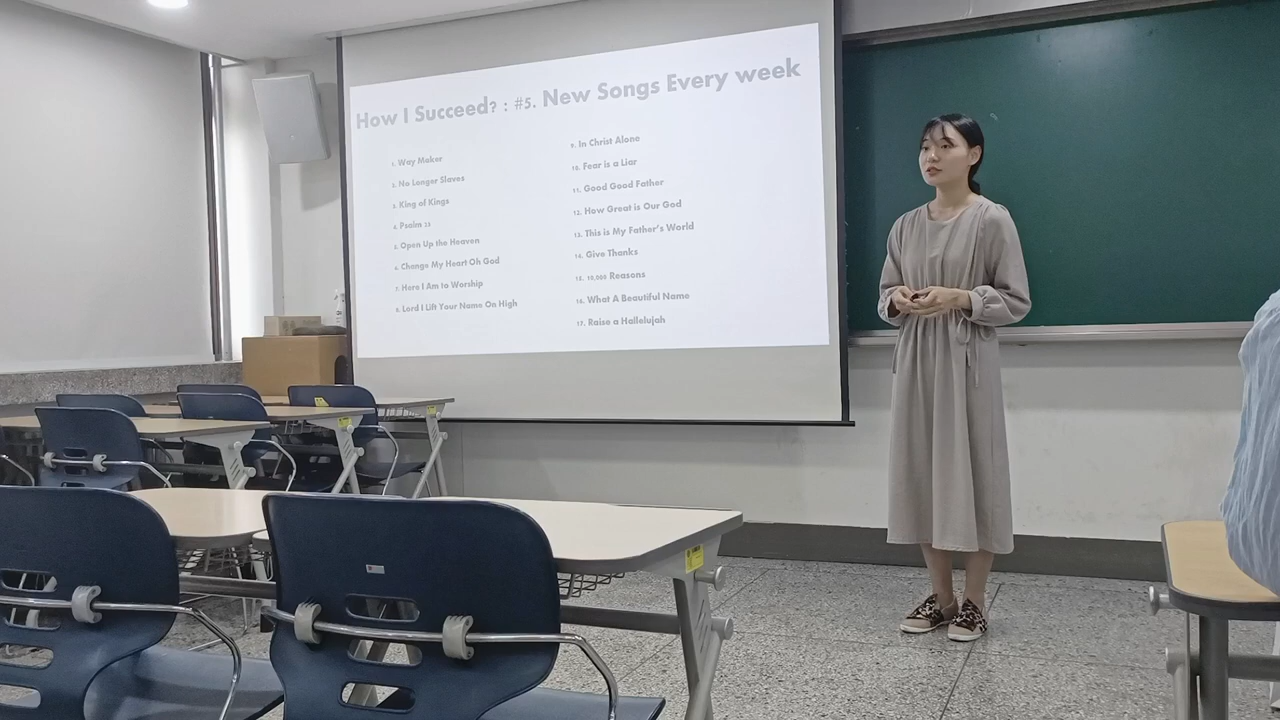 How I Succeed? : #5. New Songs Every week
1. Way Maker
2. No Longer Slaves
3. King of Kings
4. Psalm 23
5. Open Up the Heaven
6. Change My Heart Oh God
7. Here I Am to Worship
8. Lord I Lift Your Name On High
9. In Christ Alone
10. Fear is a Liar
11. Good Good Father
12. How Great is Our God
13. This is My Father's World
14. Give Thanks
15. 10,000 Reasons
16. What A Beautiful Name
17. Raise a Hallelujah